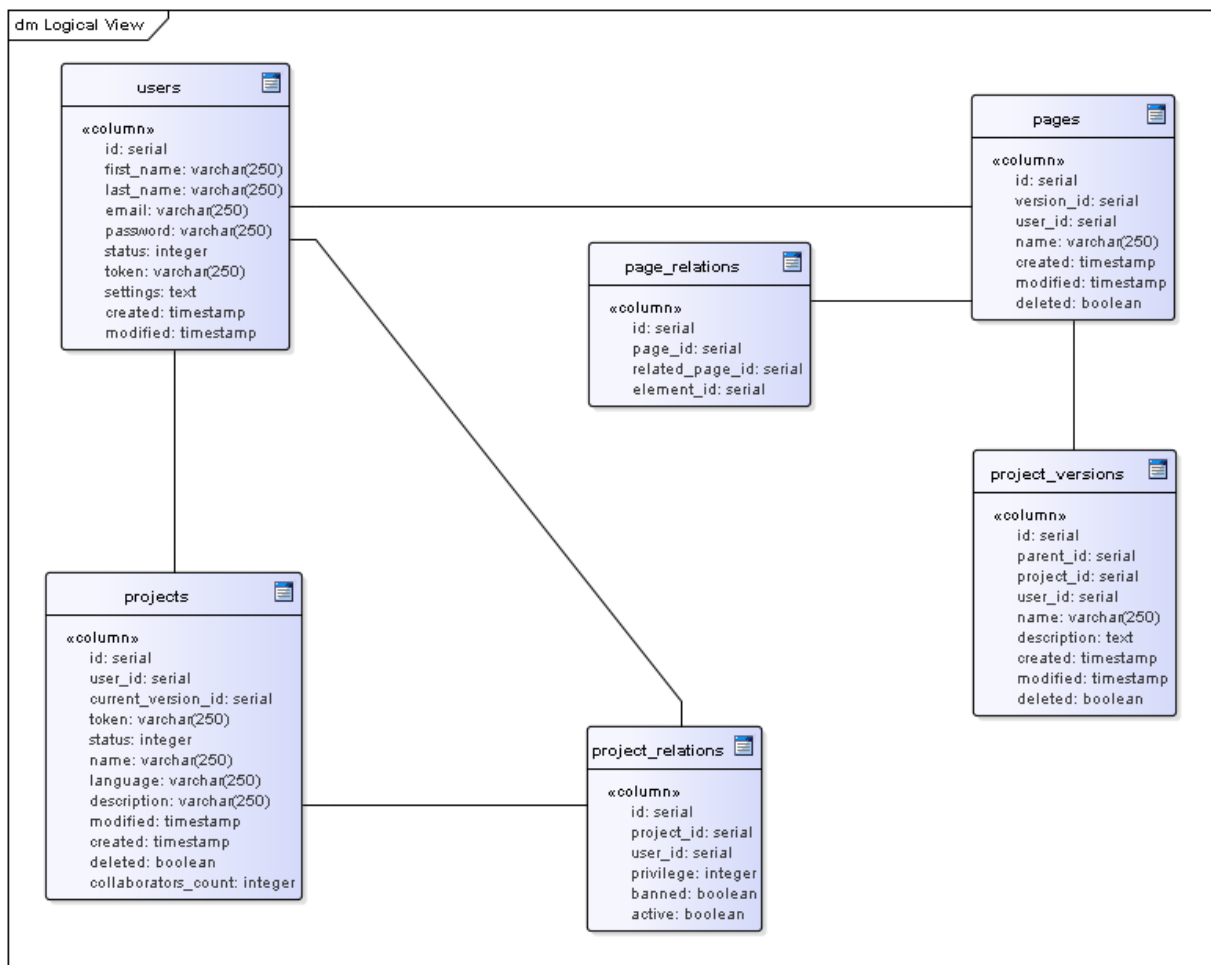 dm Logical View
users
«column»
id: serial
first_name: varchar(250)
last_name: varchar(250)
email: varchar(250)
password: varchar(250)
status: integer
token: varchar(250)
settings: text
created: timestamp
modified: timestamp
pages
«column»
id: serial
version_id: serial
user_id: serial
name: varchar(250)
created: timestamp
modified: timestamp
deleted: boolean
page_relations
«column»
id: serial
page_id: serial
related_page_id: serial
element_id: serial
project_versions
«column»
id: serial
parent_id: serial
project_id: serial
user_id: serial
name: varchar(250)
description: text
created: timestamp
modified: timestamp
deleted: boolean
projects
«column»
id: serial
user_id: serial
current_version_id: serial
token: varchar(250)
status: integer
name: varchar(250)
language: varchar(250)
description: varchar(250)
modified: timestamp
created: timestamp
deleted: boolean
collaborators_count: integer
project_relations
«column»
id: serial
project_id: serial
user_id: serial
privilege: integer
banned: boolean
active: boolean